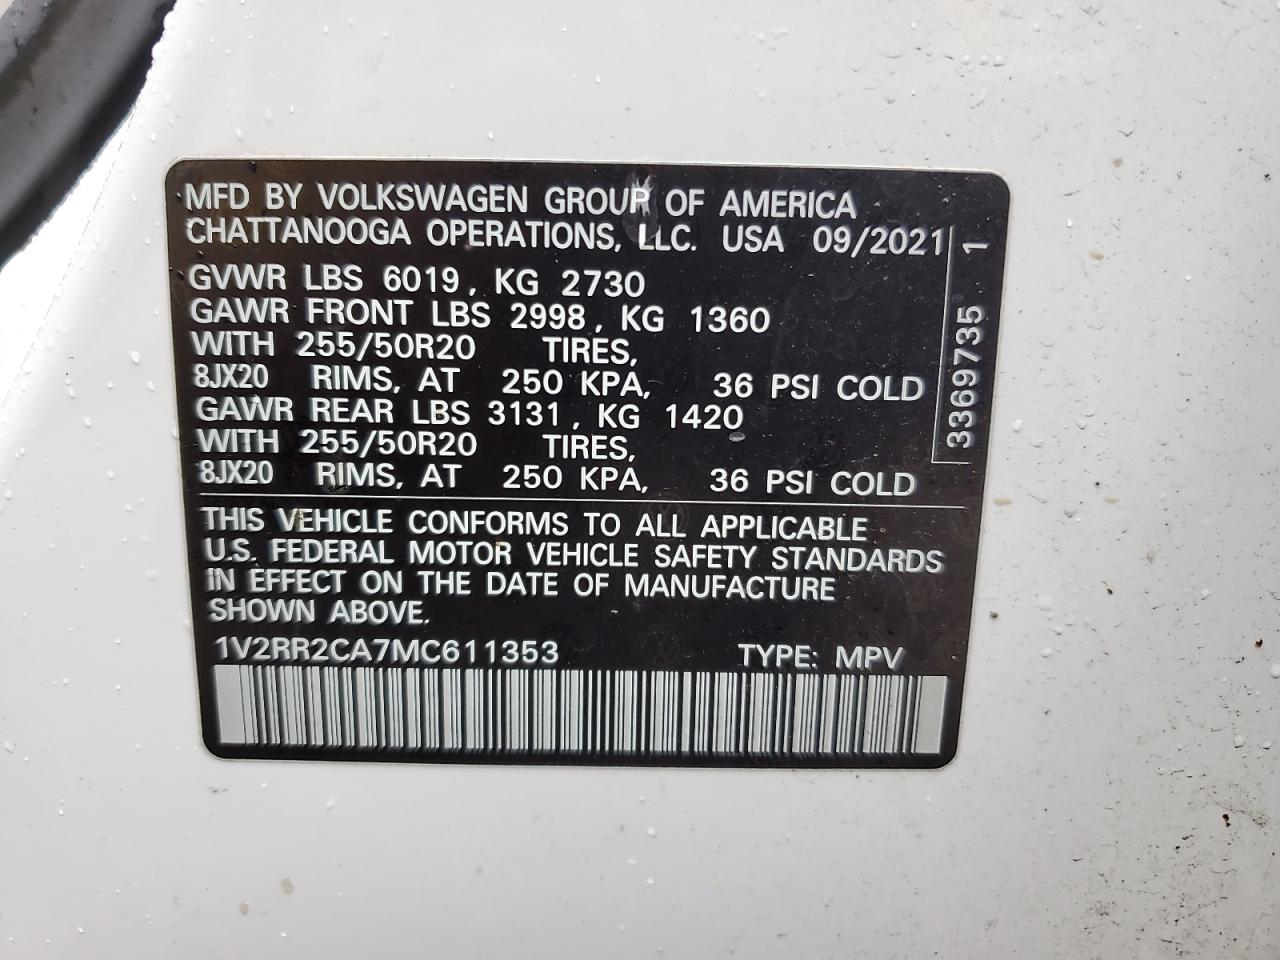 MFD BY VOLKSWAGEN GROUP OF AMERICA
CHATTANOOGA OPERATIONS, LLC. USA 09/2021
GVWR LBS 6019, KG 2730
GAWR FRONT LBS 2998, KG 1360
WITH 255/50R20 TIRES,
8JX20 RIMS, AT 250 KPA, 36 PSI COLD
GAWR REAR LBS 3131, KG 1420
WITH 255/50R20 TIRES,
8JX20 RIMS, AT 250 KPA, 36 PSI COLD
3369735 1
THIS VEHICLE CONFORMS TO ALL APPLICABLE
U.S. FEDERAL MOTOR VEHICLE SAFETY STANDARDS
IN EFFECT ON THE DATE OF MANUFACTURE
SHOWN ABOVE.
1V2RR2CA7MC611353 TYPE: MPV